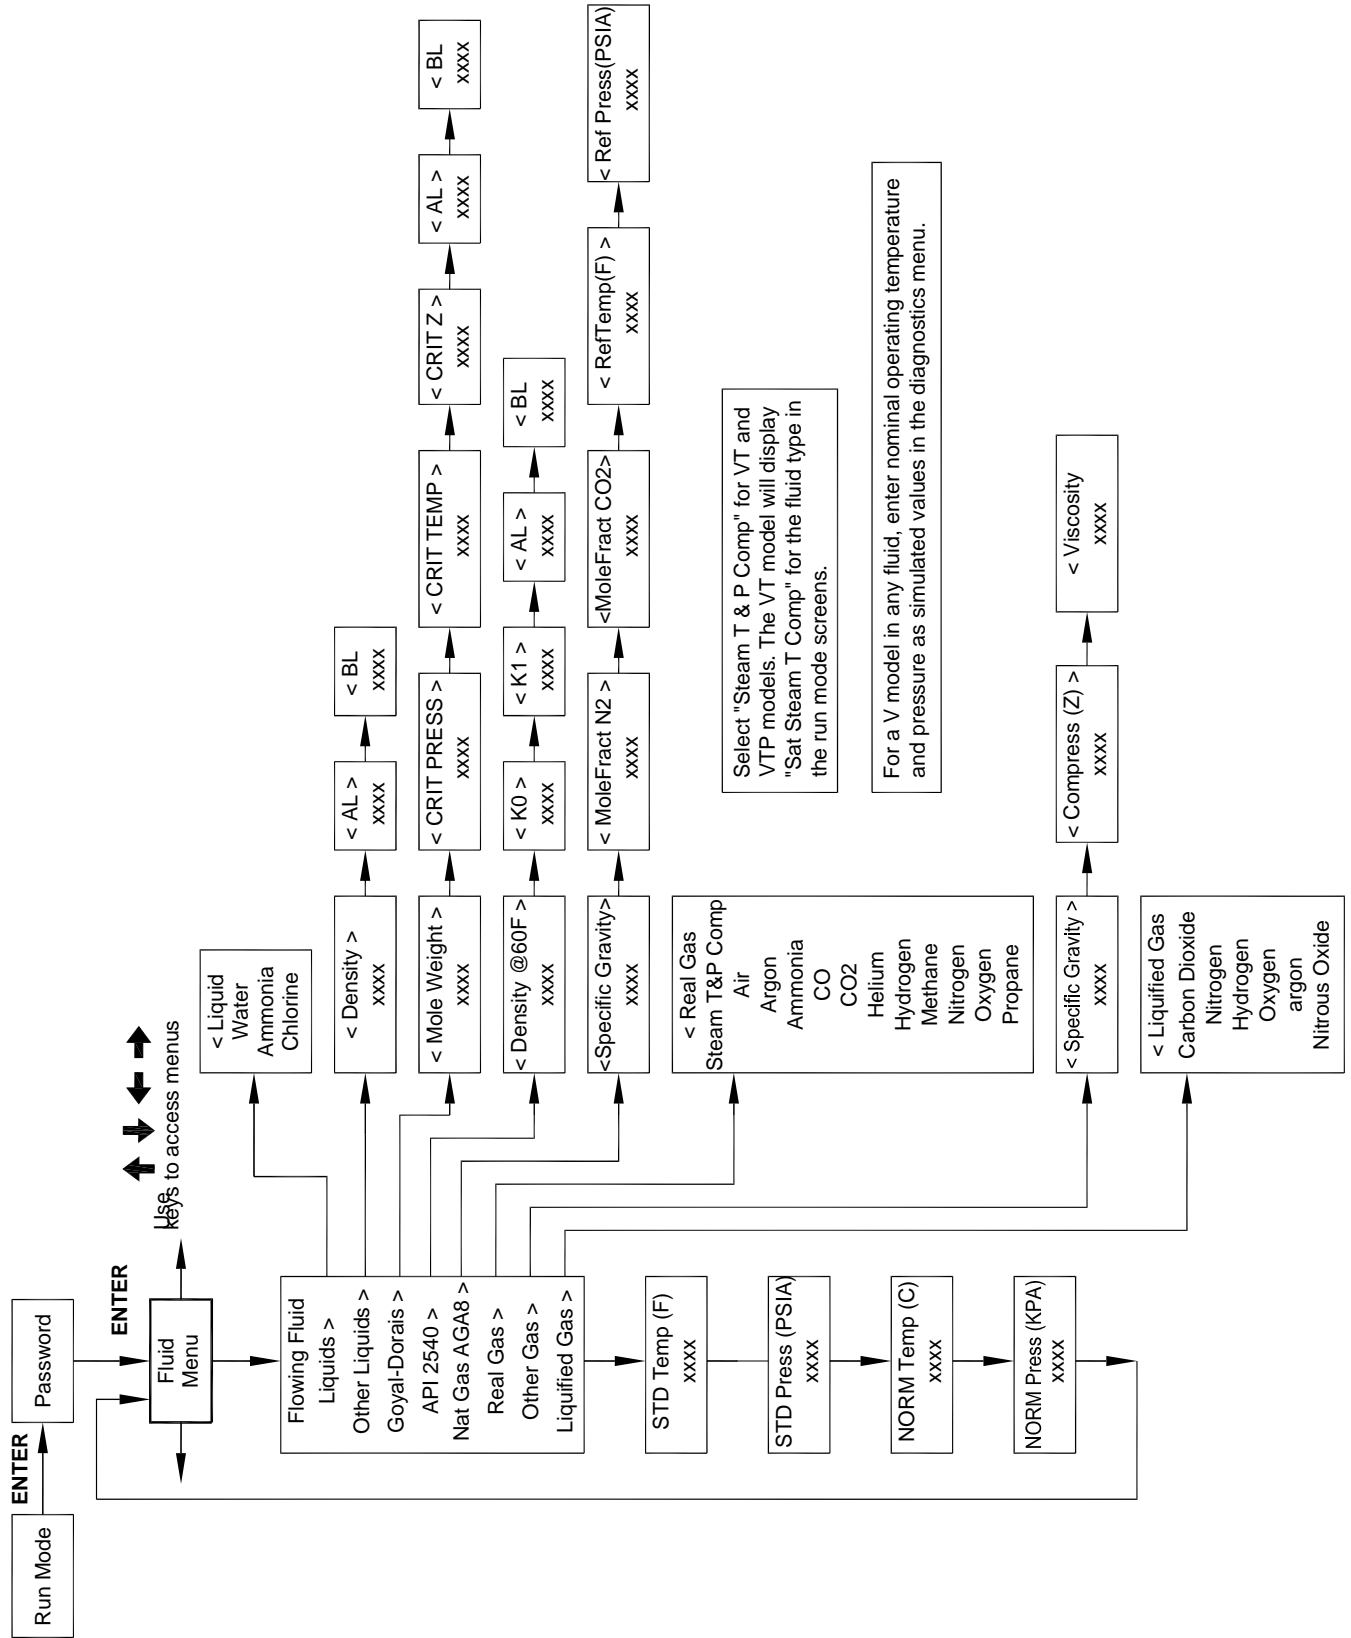 Run Mode
ENTER
Password
ENTER
Fluid
Menu
Use
keys to access menus
Flowing Fluid
Liquids >
Other Liquids >
Goyal-Dorais >
API 2540 >
Nat Gas AGA8 >
Real Gas >
Other Gas >
Liquified Gas >
STD Temp (F)
xxxx
STD Press (PSIA)
xxxx
NORM Temp (C)
xxxx
NORM Press (KPA)
xxxx
< Liquid
Water
Ammonia
Chlorine
< Density >
xxxx
< AL >
xxxx
< BL
xxxx
< Mole Weight >
xxxx
< CRIT PRESS >
xxxx
< CRIT TEMP >
xxxx
< CRIT Z >
xxxx
< AL >
xxxx
< BL
xxxx
< Density @60F >
xxxx
< K0 >
xxxx
< K1 >
xxxx
< AL >
xxxx
< BL
xxxx
<Specific Gravity>
xxxx
< MoleFract N2 >
xxxx
<MoleFract CO2>
xxxx
< RefTemp(F) >
xxxx
< Ref Press(PSIA)
xxxx
< Real Gas
Steam T&P Comp
Air
Argon
Ammonia
CO
CO2
Helium
Hydrogen
Methane
Nitrogen
Oxygen
Propane
Select "Steam T & P Comp" for VT and
VTP models. The VT model will display
"Sat Steam T Comp" for the fluid type in
the run mode screens.
For a V model in any fluid, enter nominal operating temperature
and pressure as simulated values in the diagnostics menu.
< Specific Gravity >
xxxx
< Compress (Z) >
xxxx
< Viscosity
xxxx
< Liquified Gas
Carbon Dioxide
Nitrogen
Hydrogen
Oxygen
argon
Nitrous Oxide